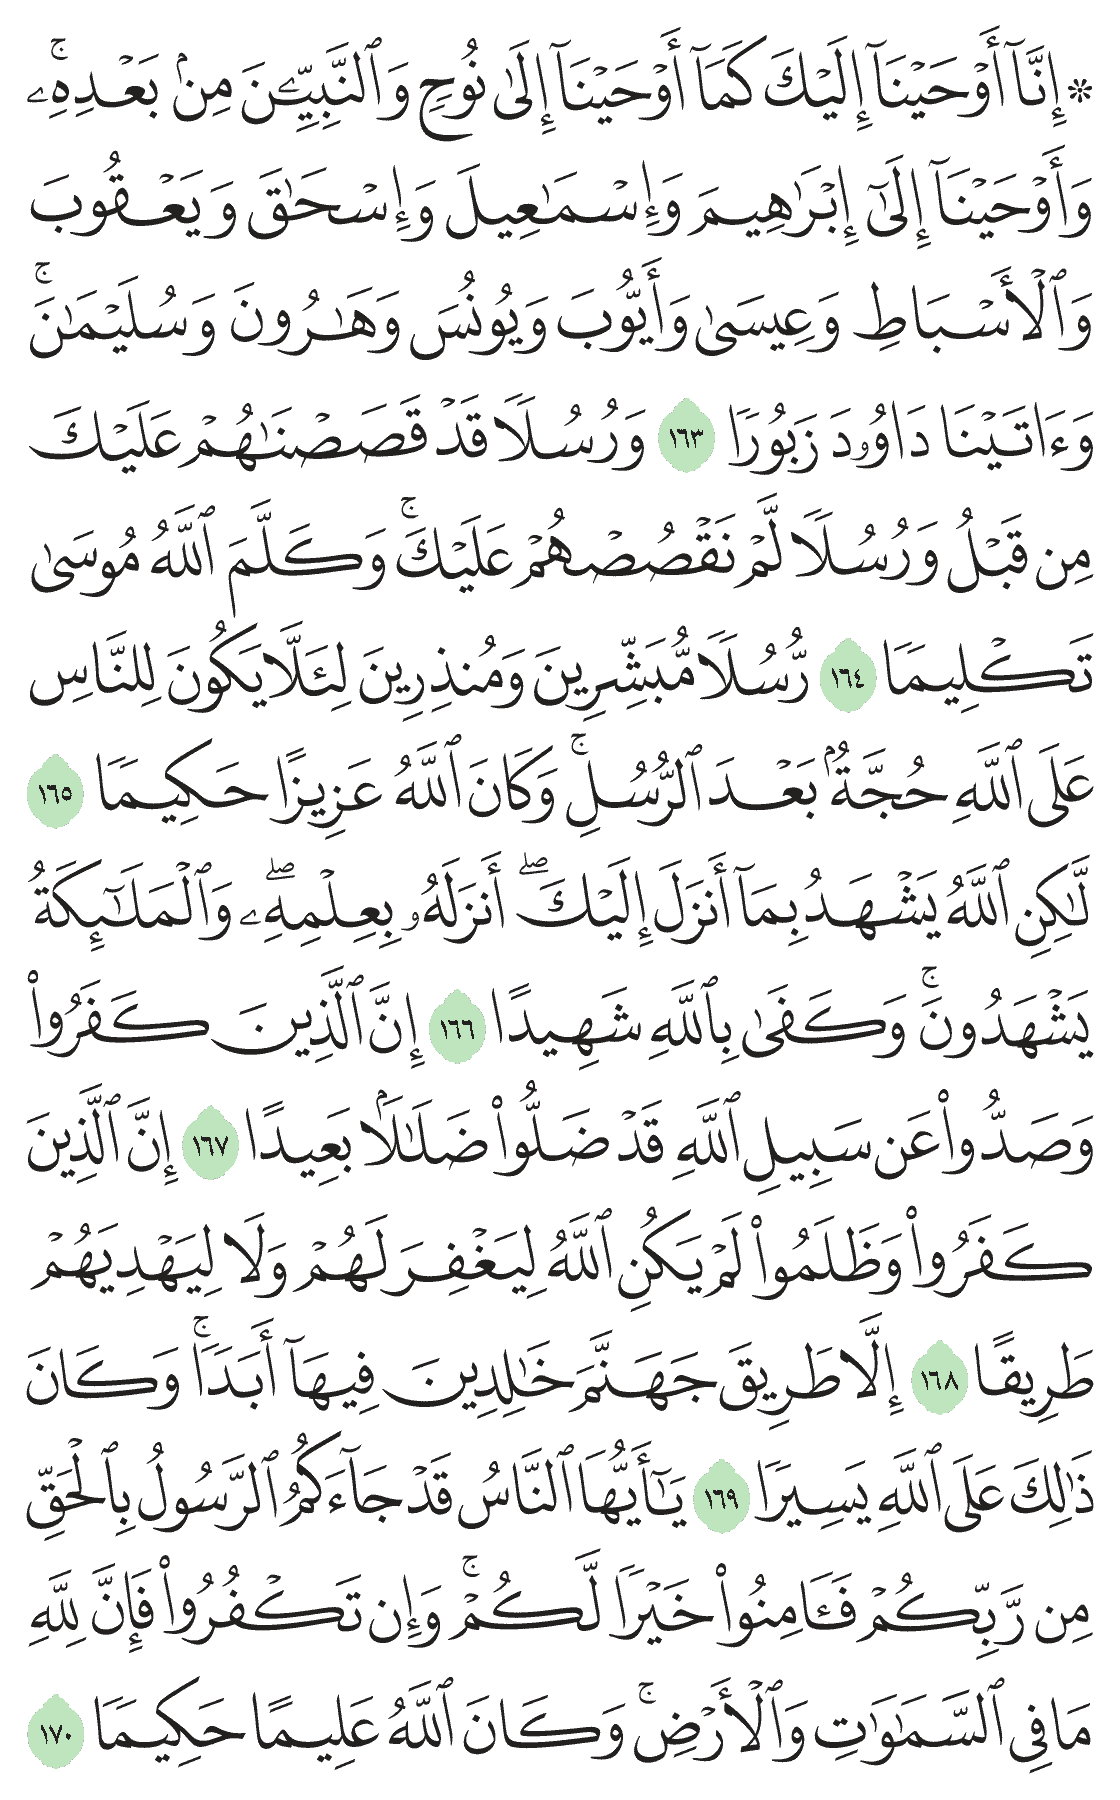 ۞ إِنَّآ أَوۡحَيۡنَآ إِلَيۡكَ كَمَآ أَوۡحَيۡنَآ إِلَىٰ نُوحٖ وَٱلنَّبِيِّـۧنَ مِنۢ بَعۡدِهِۦۚ
وَأَوۡحَيۡنَآ إِلَىٰٓ إِبۡرَٰهِيمَ وَإِسۡمَٰعِيلَ وَإِسۡحَٰقَ وَيَعۡقُوبَ
وَٱلۡأَسۡبَاطِ وَعِيسَىٰ وَأَيُّوبَ وَيُونُسَ وَهَٰرُونَ وَسُلَيۡمَٰنَۚ
وَءَاتَيۡنَا دَاوُۥدَ زَبُورٗا ١٦٣ وَرُسُلٗا قَدۡ قَصَصۡنَٰهُمۡ عَلَيۡكَ
مِن قَبۡلُ وَرُسُلٗا لَّمۡ نَقۡصُصۡهُمۡ عَلَيۡكَۚ وَكَلَّمَ ٱللَّهُ مُوسَىٰ
تَكۡلِيمٗا ١٦٤ رُّسُلٗا مُّبَشِّرِينَ وَمُنذِرِينَ لِئَلَّا يَكُونَ لِلنَّاسِ
عَلَى ٱللَّهِ حُجَّةُۢ بَعۡدَ ٱلرُّسُلِۚ وَكَانَ ٱللَّهُ عَزِيزًا حَكِيمٗا ١٦٥
لَّٰكِنِ ٱللَّهُ يَشۡهَدُ بِمَآ أَنزَلَ إِلَيۡكَۖ أَنزَلَهُۥ بِعِلۡمِهِۦۖ وَٱلۡمَلَٰٓئِكَةُ
يَشۡهَدُونَۚ وَكَفَىٰ بِٱللَّهِ شَهِيدًا ١٦٦ إِنَّ ٱلَّذِينَ كَفَرُواْ
وَصَدُّواْ عَن سَبِيلِ ٱللَّهِ قَدۡ ضَلُّواْ ضَلَٰلَۢا بَعِيدًا ١٦٧ إِنَّ ٱلَّذِينَ
كَفَرُواْ وَظَلَمُواْ لَمۡ يَكُنِ ٱللَّهُ لِيَغۡفِرَ لَهُمۡ وَلَا لِيَهۡدِيَهُمۡ
طَرِيقًا ١٦٨ إِلَّا طَرِيقَ جَهَنَّمَ خَٰلِدِينَ فِيهَآ أَبَدٗاۚ وَكَانَ
ذَٰلِكَ عَلَى ٱللَّهِ يَسِيرٗا ١٦٩ يَٰٓأَيُّهَا ٱلنَّاسُ قَدۡ جَآءَكُمُ ٱلرَّسُولُ بِٱلۡحَقِّ
مِن رَّبِّكُمۡ فَـَٔامِنُواْ خَيۡرٗا لَّكُمۡۚ وَإِن تَكۡفُرُواْ فَإِنَّ لِلَّهِ
مَا فِي ٱلسَّمَٰوَٰتِ وَٱلۡأَرۡضِۚ وَكَانَ ٱللَّهُ عَلِيمًا حَكِيمٗا ١٧٠